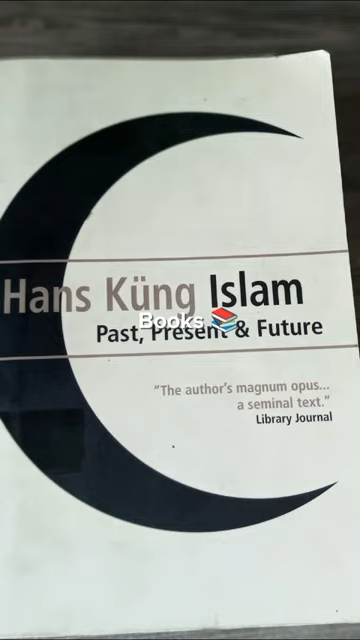 Hans Küng Islam
Past, Present & Future
Books 📚
"The author's magnum opus...
a seminal text."
Library Journal